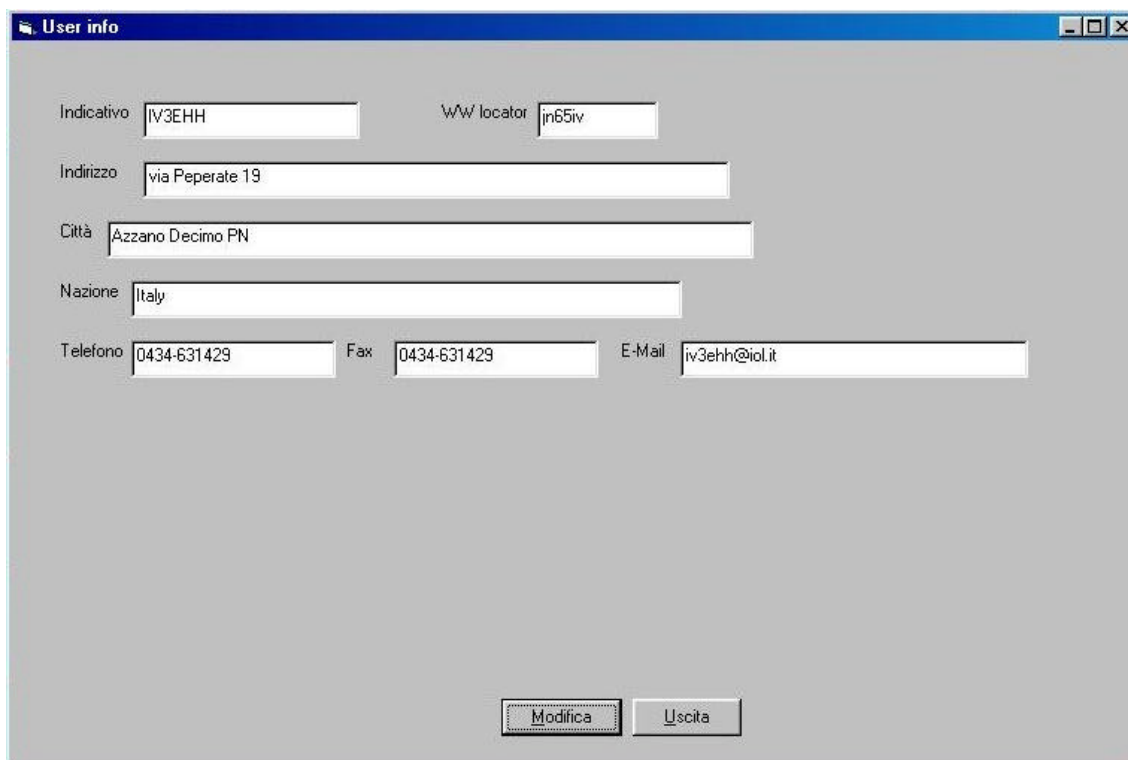 User info
Indicativo IV3EHH WW locator jn65iv
Indirizzo via Peperate 19
Città Azzano Decimo PN
Nazione Italy
Telefono 0434-631429 Fax 0434-631429 E-Mail iv3ehh@iol.it
Modifica Uscita